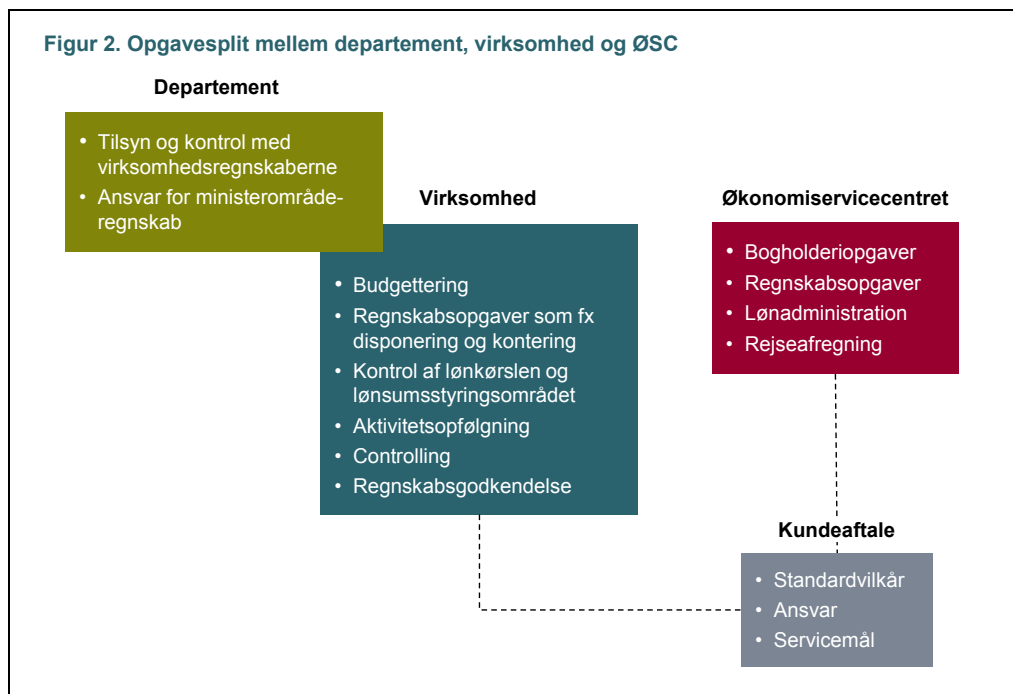 Figur 2. Opgavesplit mellem departement, virksomhed og ØSC
Departement
• Tilsyn og kontrol med
virksomhedsregnskaberne
• Ansvar for ministerområde-
regnskab
Virksomhed
• Budgettering
• Regnskabsopgaver som fx
disponering og kontering
• Kontrol af lønkørslen og
lønsumsstyringsområdet
• Aktivitetsopfølgning
• Controlling
• Regnskabsgodkendelse
Økonomiservicecentret
• Bogholderiopgaver
• Regnskabsopgaver
• Lønadministration
• Rejseafregning
Kundeaftale
• Standardvilkår
• Ansvar
• Servicemål